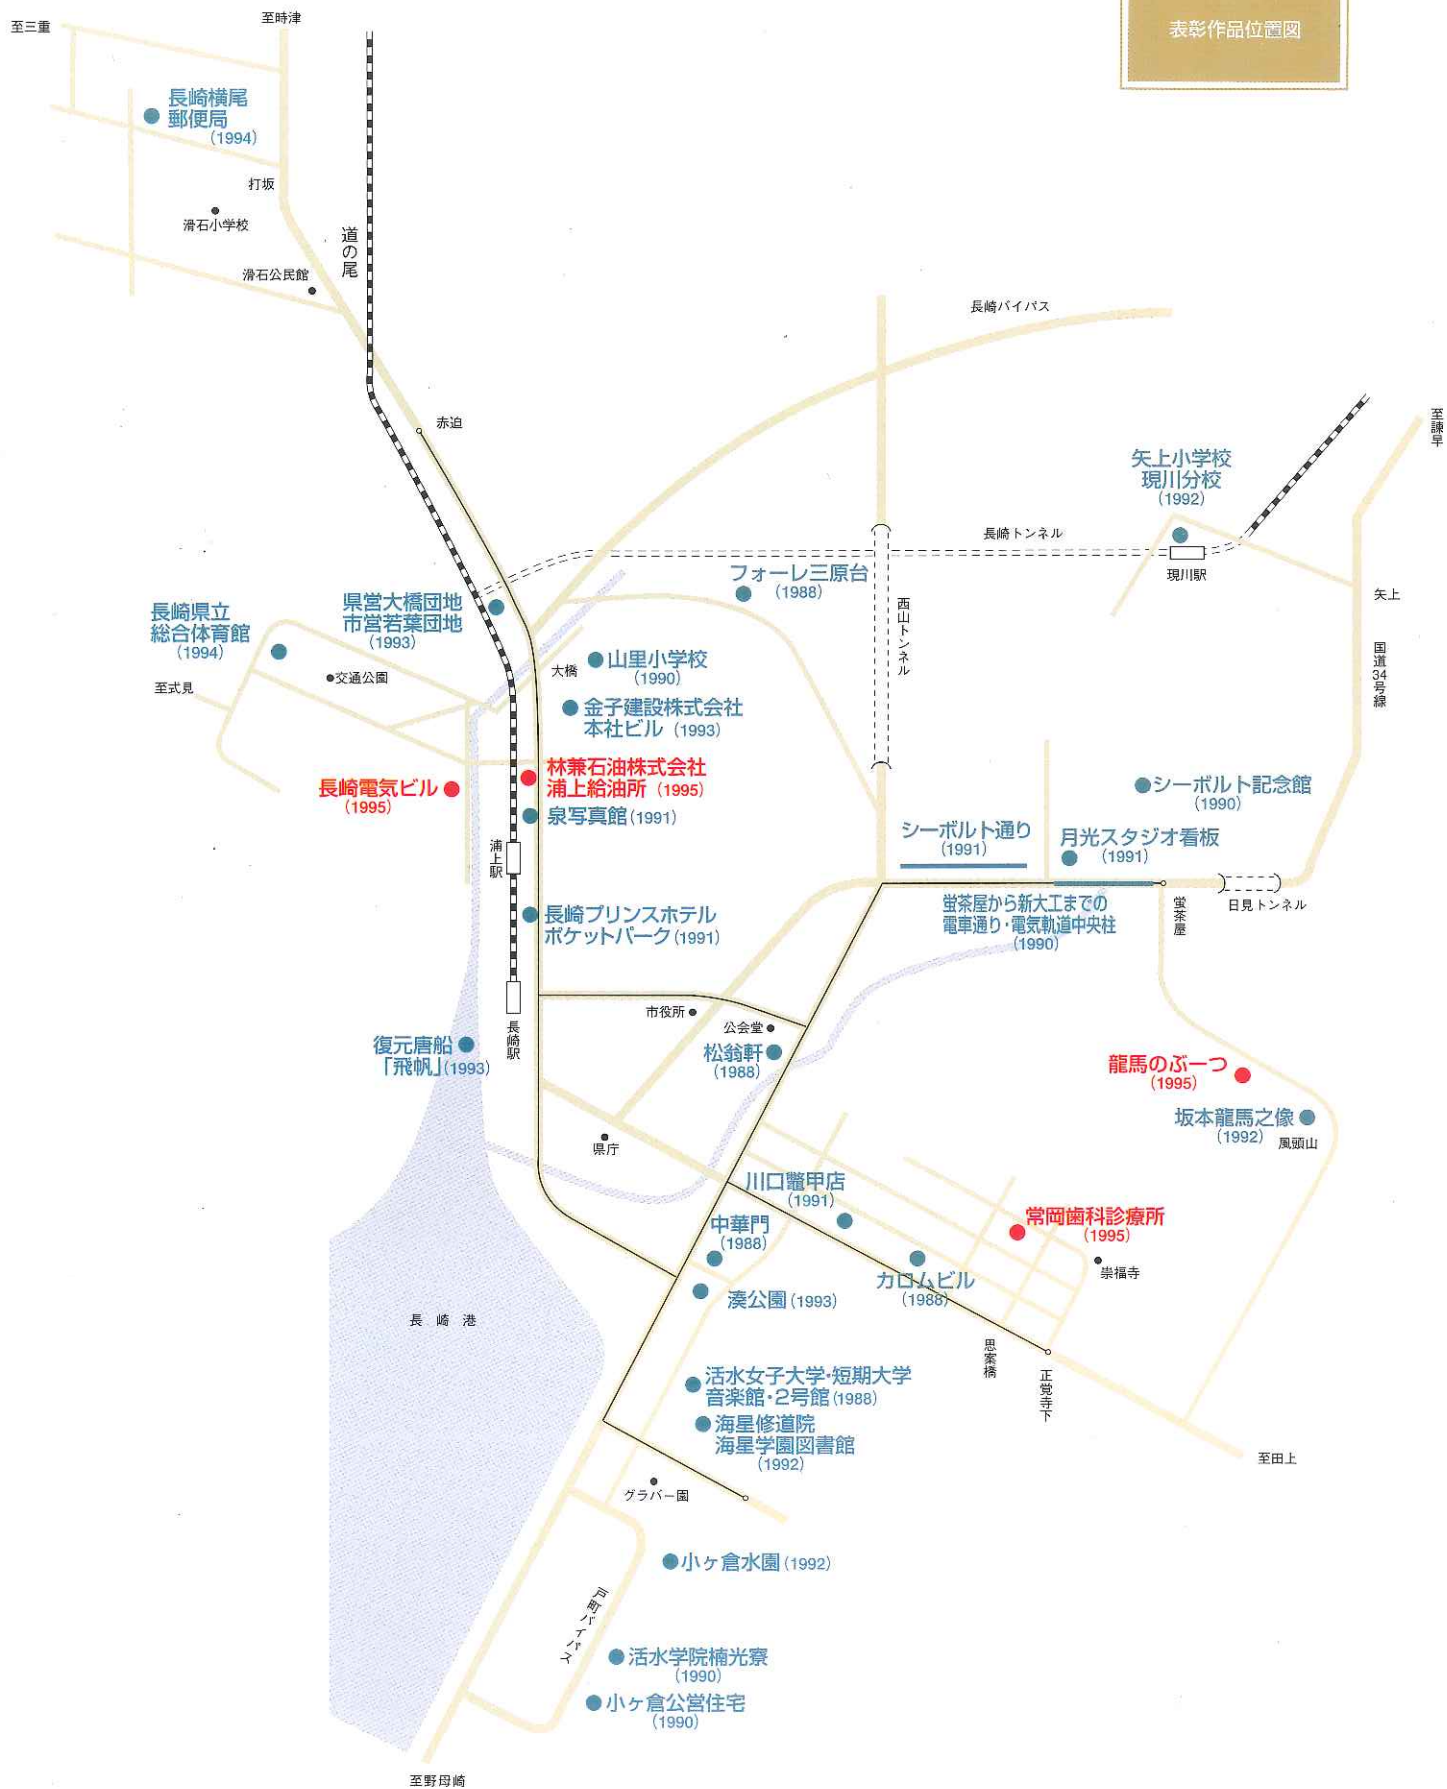 表彰作品位置図
至三重
至時津
長崎横尾
郵便局
(1994)
打坂
滑石小学校
道の尾
滑石公民館
長崎バイパス
赤迫
至諫早
矢上小学校
現川分校
(1992)
長崎トンネル
現川駅
フォーレ三原台
(1988)
西山トンネル
矢上
国道34号線
県営大橋団地
市営若葉団地
(1993)
長崎県立
総合体育館
(1994)
交通公園
至式見
大橋
山里小学校
(1990)
金子建設株式会社
本社ビル (1993)
林兼石油株式会社
浦上給油所 (1995)
長崎電気ビル
(1995)
泉写真館 (1991)
浦上駅
シーボルト記念館
(1990)
シーボルト通り
(1991)
月光スタジオ看板
(1991)
蛍茶屋から新大工までの
電車通り・電気軌道中央柱
(1990)
蛍茶屋
日見トンネル
長崎プリンスホテル
ポケットパーク (1991)
市役所
公会堂
長崎駅
復元唐船
「飛帆」(1993)
松翁軒
(1988)
龍馬のぶーつ
(1995)
坂本龍馬之像
(1992)
風頭山
県庁
川口鼈甲店
(1991)
中華門
(1988)
常岡歯科診療所
(1995)
崇福寺
カロムビル
(1988)
湊公園 (1993)
長崎港
思案橋
正覚寺下
活水女子大学・短期大学
音楽館・2号館 (1988)
海星修道院
海星学園図書館
(1992)
至田上
グラバー園
小ヶ倉水園 (1992)
戸町バイパス
活水学院楠光寮
(1990)
小ヶ倉公営住宅
(1990)
至野母崎